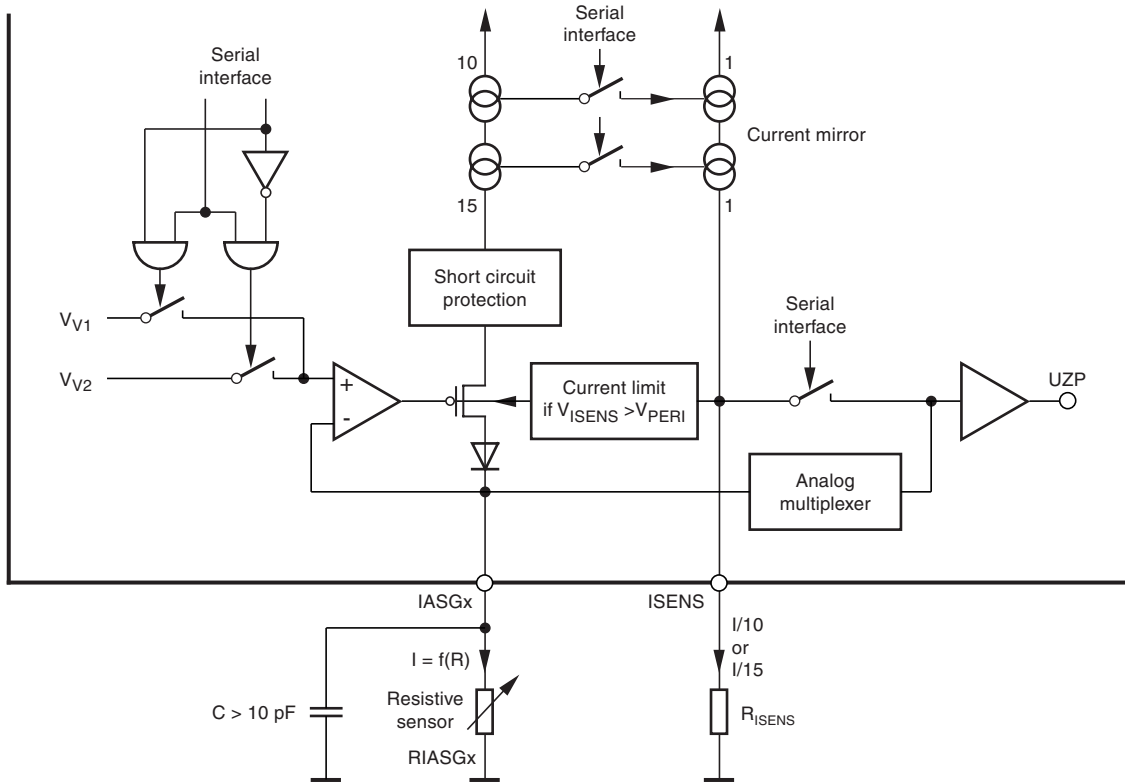 Serial
interface
10
1
Serial
interface
Current mirror
15
1
Short circuit
protection
Serial
interface
VV1
VV2
+
-
Current limit
if VISENS >VPERI
UZP
Analog
multiplexer
IASGx
ISENS
I = f(R)
I/10
or
I/15
C > 10 pF
Resistive
sensor
RIASGx
RISENS